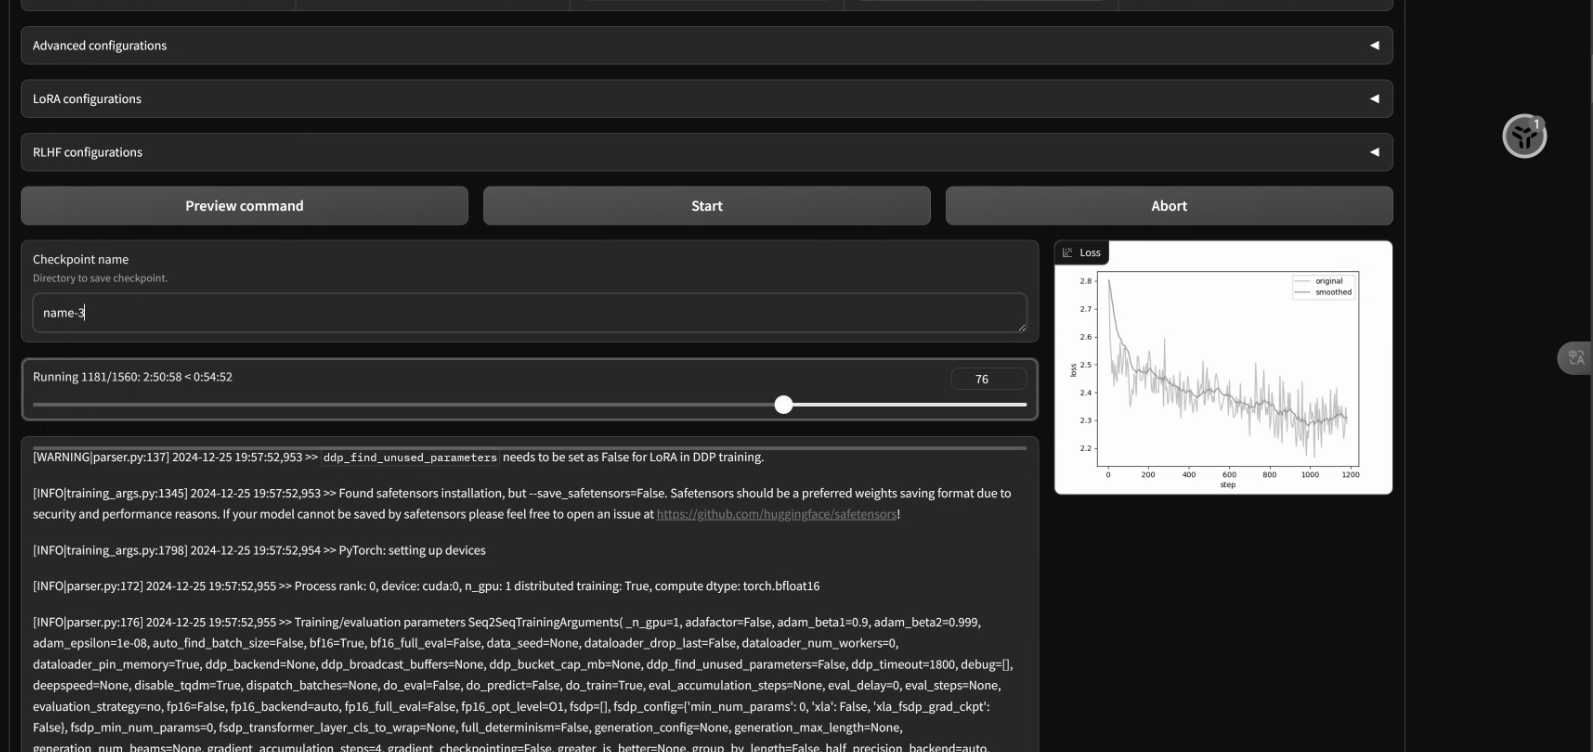 Advanced configurations
LoRA configurations
RLHF configurations
1
Preview command
Start
Abort
Checkpoint name
Directory to save checkpoint.
name-3
Loss
original
smoothed
2.8
2.7
2.6
2.5
2.4
2.3
2.2
loss
0
200
400
600
800
1000
1200
step
Running 1181/1560: 2:50:58 < 0:54:52
76
[WARNING|parser.py:137] 2024-12-25 19:57:52,953 >> ddp_find_unused_parameters needs to be set as False for LoRA in DDP training.
[INFO|training_args.py:1345] 2024-12-25 19:57:52,953 >> Found safetensors installation, but --save_safetensors=False. Safetensors should be a preferred weights saving format due to
security and performance reasons. If your model cannot be saved by safetensors please feel free to open an issue at https://github.com/huggingface/safetensors!
[INFO|training_args.py:1798] 2024-12-25 19:57:52,954 >> PyTorch: setting up devices
[INFO|parser.py:172] 2024-12-25 19:57:52,955 >> Process rank: 0, device: cuda:0, n_gpu: 1 distributed training: True, compute dtype: torch.bfloat16
[INFO|parser.py:176] 2024-12-25 19:57:52,955 >> Training/evaluation parameters Seq2SeqTrainingArguments( _n_gpu=1, adafactor=False, adam_beta1=0.9, adam_beta2=0.999,
adam_epsilon=1e-08, auto_find_batch_size=False, bf16=True, bf16_full_eval=False, data_seed=None, dataloader_drop_last=False, dataloader_num_workers=0,
dataloader_pin_memory=True, ddp_backend=None, ddp_broadcast_buffers=None, ddp_bucket_cap_mb=None, ddp_find_unused_parameters=False, ddp_timeout=1800, debug=[],
deepspeed=None, disable_tqdm=True, dispatch_batches=None, do_eval=False, do_predict=False, do_train=True, eval_accumulation_steps=None, eval_delay=0, eval_steps=None,
evaluation_strategy=no, fp16=False, fp16_backend=auto, fp16_full_eval=False, fp16_opt_level=O1, fsdp=[], fsdp_config={'min_num_params': 0, 'xla': False, 'xla_fsdp_grad_ckpt':
False}, fsdp_min_num_params=0, fsdp_transformer_layer_cls_to_wrap=None, full_determinism=False, generation_config=None, generation_max_length=None,
generation_num_beams=None, gradient_accumulation_steps=4, gradient_checkpointing=False, greater_is_better=None, group_by_length=False, half_precision_backend=auto,